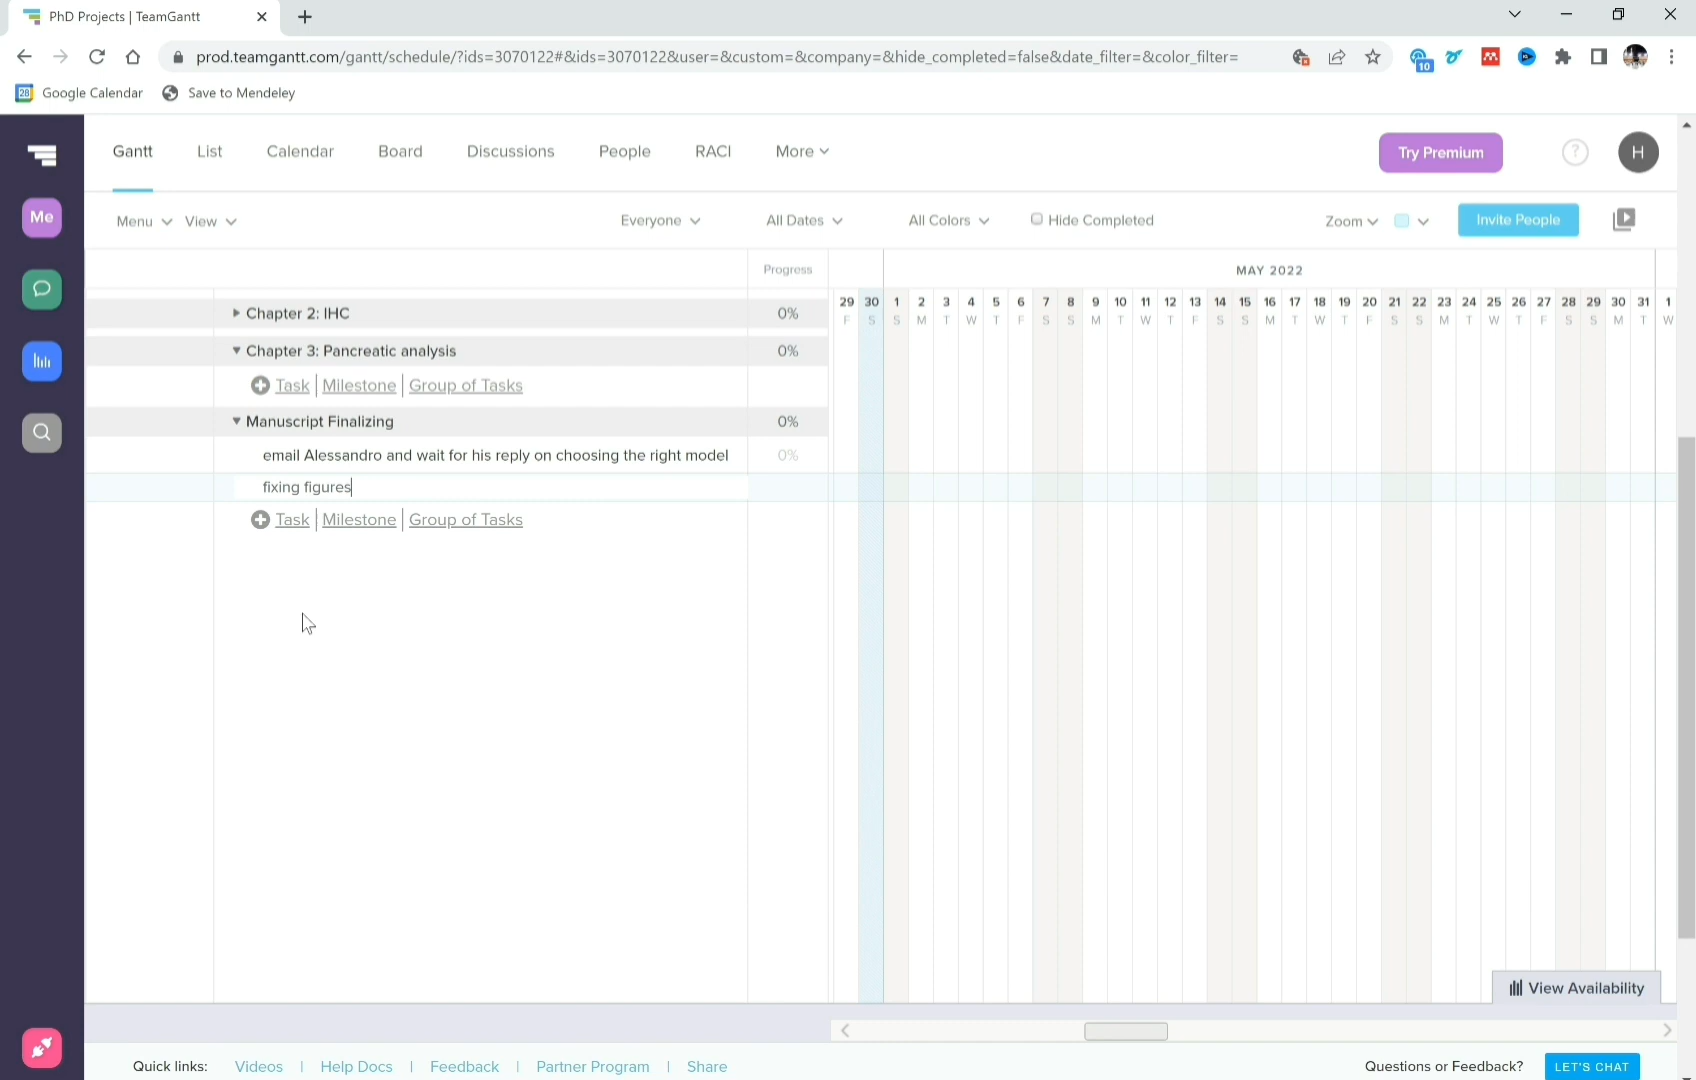 PhD Projects | TeamGantt
prod.teamgantt.com/gantt/schedule/?ids=3070122#&ids=3070122&user=&custom=&company=&hide_completed=false&date_filter=&color_filter=
10
28 Google Calendar Save to Mendeley
Gantt List Calendar Board Discussions People RACI More Try Premium ? H
Me
Menu View Everyone All Dates All Colors Hide Completed Zoom Invite People
Progress MAY 2022
29 30 1 2 3 4 5 6 7 8 9 10 11 12 13 14 15 16 17 18 19 20 21 22 23 24 25 26 27 28 29 30 31 1
F S S M T W T F S S M T W T F S S M T W T F S S M T W T F S S M T W
Chapter 2: IHC 0%
Chapter 3: Pancreatic analysis 0%
Task | Milestone | Group of Tasks
Manuscript Finalizing 0%
email Alessandro and wait for his reply on choosing the right model 0%
fixing figures
Task | Milestone | Group of Tasks
View Availability
Quick links: Videos | Help Docs | Feedback | Partner Program | Share Questions or Feedback? LET'S CHAT